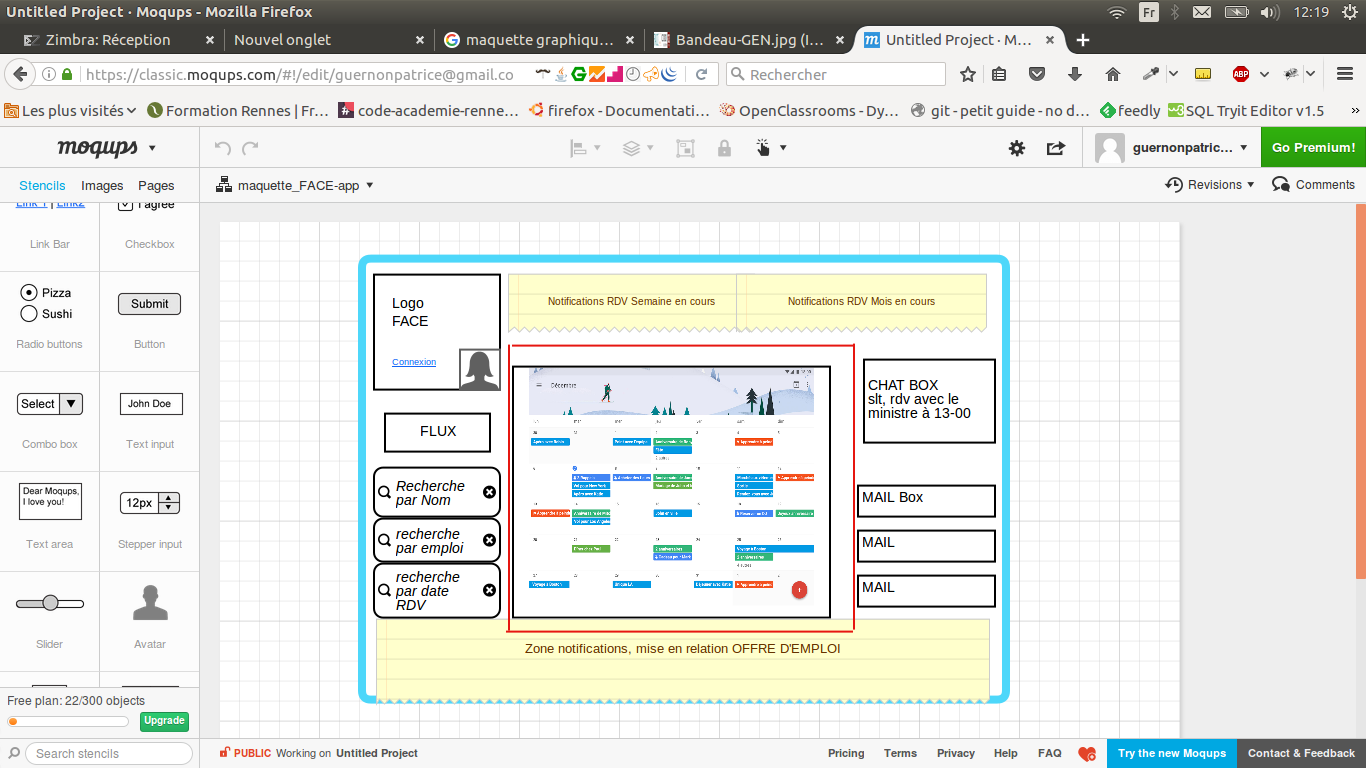 Untitled Project · Moqups - Mozilla Firefox
Fr
12:19
Zimbra: Réception
Nouvel onglet
maquette graphiqu…
Bandeau-GEN.jpg (I…
Untitled Project · M…
https://classic.moqups.com/#!/edit/guernonpatrice@gmail.co
Rechercher
ABP
Les plus visités
Formation Rennes | Fr…
code-academie-renne…
firefox - Documentati…
OpenClassrooms - Dy…
git - petit guide - no d…
feedly
SQL Tryit Editor v1.5
moqups
guernonpatric…
Go Premium!
Stencils
Images
Pages
maquette_FACE-app
Revisions
Comments
Link 1 | Link2
I agree
Link Bar
Checkbox
Pizza
Sushi
Submit
Radio buttons
Button
Select
John Doe
Combo box
Text input
Dear Moqups,
I love you!
12px
Text area
Stepper input
Slider
Avatar
Free plan: 22/300 objects
Upgrade
Search stencils
Logo
FACE
Connexion
Notifications RDV Semaine en cours
Notifications RDV Mois en cours
FLUX
Recherche
par Nom
recherche
par emploi
recherche
par date
RDV
Décembre
CHAT BOX
slt, rdv avec le
ministre à 13-00
MAIL Box
MAIL
MAIL
Zone notifications, mise en relation OFFRE D'EMPLOI
PUBLIC Working on Untitled Project
Pricing
Terms
Privacy
Help
FAQ
Try the new Moqups
Contact & Feedback